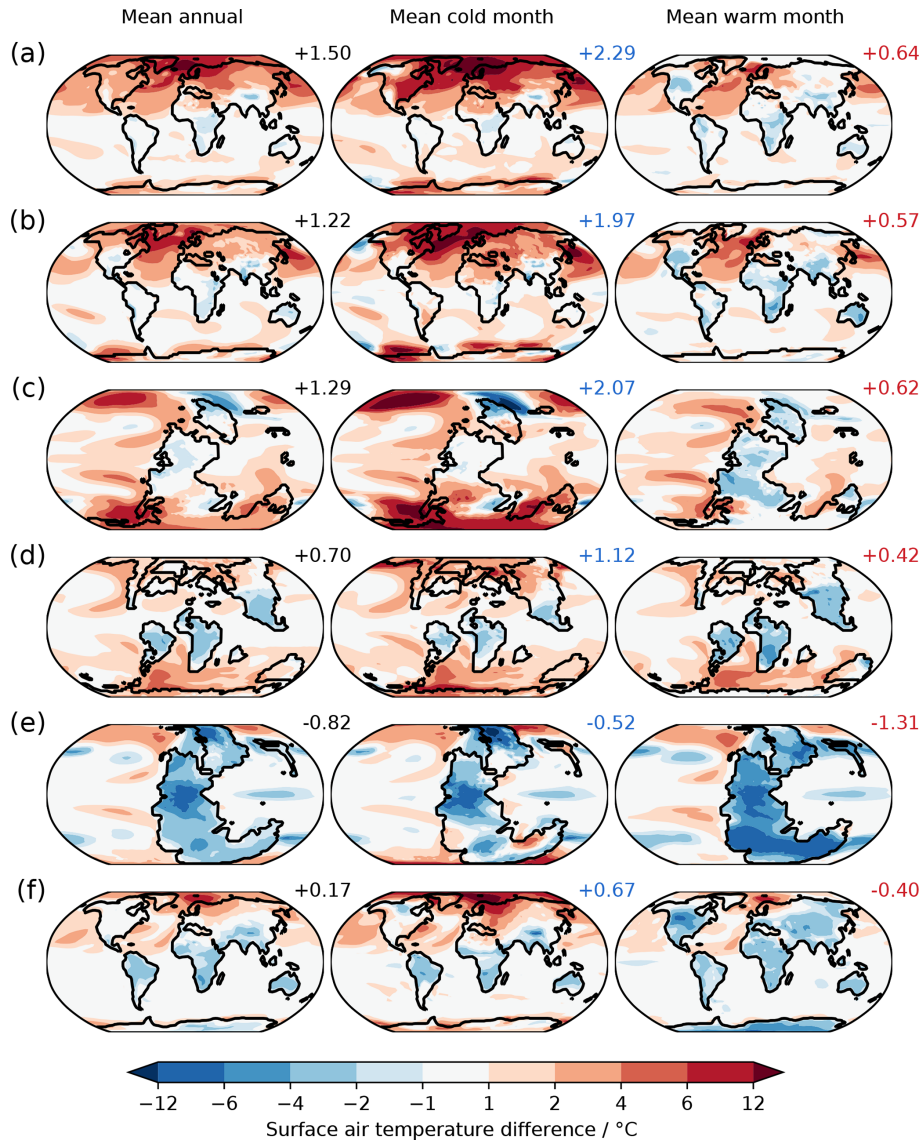 Mean annual Mean cold month Mean warm month
(a) +1.50 +2.29 +0.64
(b) +1.22 +1.97 +0.57
(c) +1.29 +2.07 +0.62
(d) +0.70 +1.12 +0.42
(e) -0.82 -0.52 -1.31
(f) +0.17 +0.67 -0.40
−12 −6 −4 −2 −1 1 2 4 6 12
Surface air temperature difference / °C